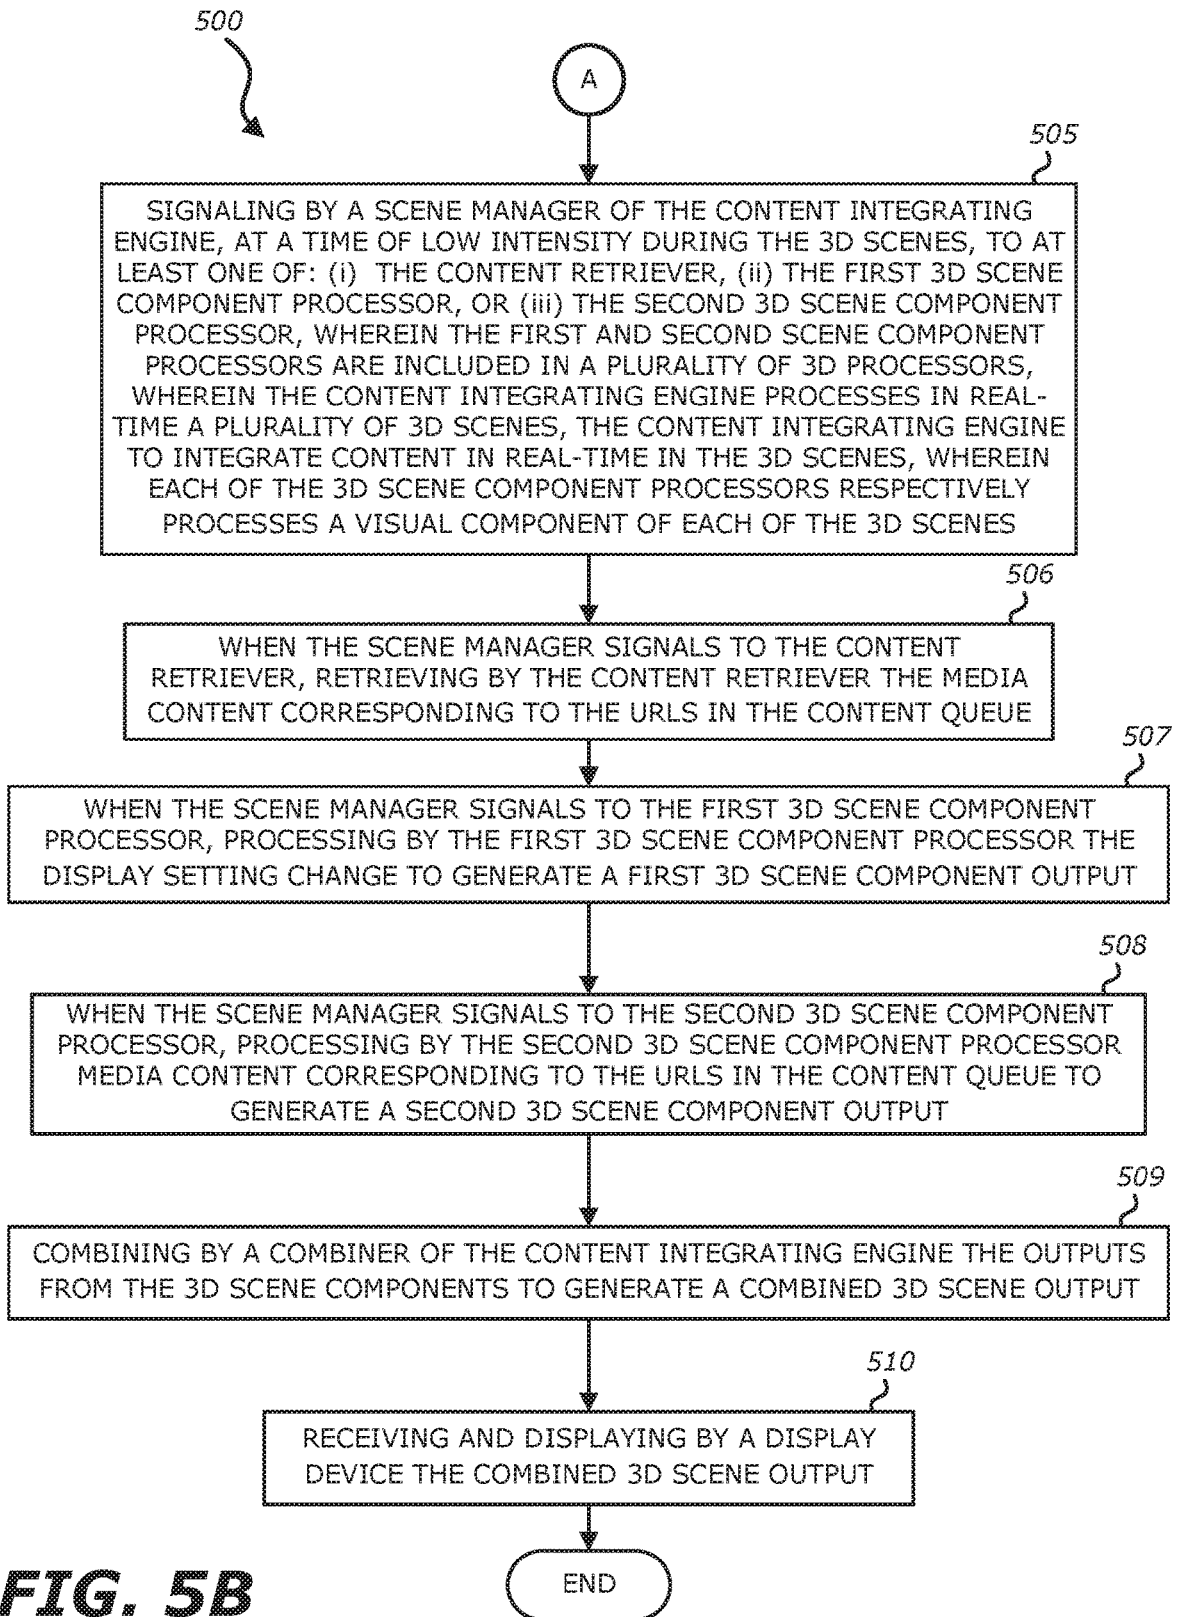 500
A
505
SIGNALING BY A SCENE MANAGER OF THE CONTENT INTEGRATING
ENGINE, AT A TIME OF LOW INTENSITY DURING THE 3D SCENES, TO AT
LEAST ONE OF: (i) THE CONTENT RETRIEVER, (ii) THE FIRST 3D SCENE
COMPONENT PROCESSOR, OR (iii) THE SECOND 3D SCENE COMPONENT
PROCESSOR, WHEREIN THE FIRST AND SECOND SCENE COMPONENT
PROCESSORS ARE INCLUDED IN A PLURALITY OF 3D PROCESSORS,
WHEREIN THE CONTENT INTEGRATING ENGINE PROCESSES IN REAL-
TIME A PLURALITY OF 3D SCENES, THE CONTENT INTEGRATING ENGINE
TO INTEGRATE CONTENT IN REAL-TIME IN THE 3D SCENES, WHEREIN
EACH OF THE 3D SCENE COMPONENT PROCESSORS RESPECTIVELY
PROCESSES A VISUAL COMPONENT OF EACH OF THE 3D SCENES
506
WHEN THE SCENE MANAGER SIGNALS TO THE CONTENT
RETRIEVER, RETRIEVING BY THE CONTENT RETRIEVER THE MEDIA
CONTENT CORRESPONDING TO THE URLS IN THE CONTENT QUEUE
507
WHEN THE SCENE MANAGER SIGNALS TO THE FIRST 3D SCENE COMPONENT
PROCESSOR, PROCESSING BY THE FIRST 3D SCENE COMPONENT PROCESSOR THE
DISPLAY SETTING CHANGE TO GENERATE A FIRST 3D SCENE COMPONENT OUTPUT
508
WHEN THE SCENE MANAGER SIGNALS TO THE SECOND 3D SCENE COMPONENT
PROCESSOR, PROCESSING BY THE SECOND 3D SCENE COMPONENT PROCESSOR
MEDIA CONTENT CORRESPONDING TO THE URLS IN THE CONTENT QUEUE TO
GENERATE A SECOND 3D SCENE COMPONENT OUTPUT
509
COMBINING BY A COMBINER OF THE CONTENT INTEGRATING ENGINE THE OUTPUTS
FROM THE 3D SCENE COMPONENTS TO GENERATE A COMBINED 3D SCENE OUTPUT
510
RECEIVING AND DISPLAYING BY A DISPLAY
DEVICE THE COMBINED 3D SCENE OUTPUT
END
FIG. 5B